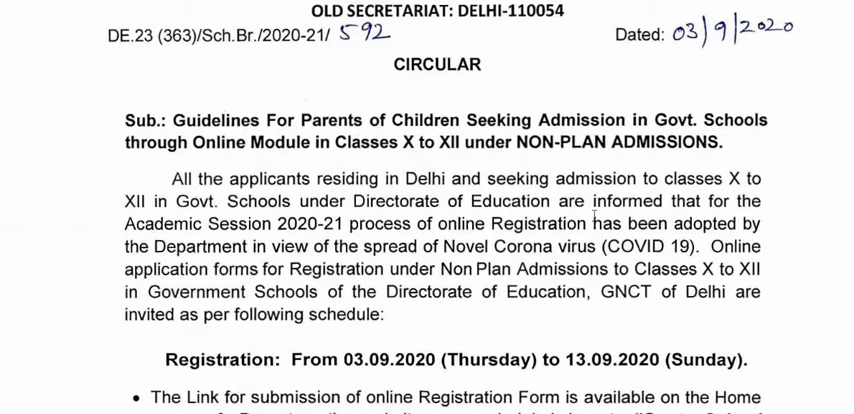 OLD SECRETARIAT: DELHI-110054
DE.23 (363)/Sch.Br./2020-21/ 592 Dated: 03/9/2020
CIRCULAR
Sub.: Guidelines For Parents of Children Seeking Admission in Govt. Schools
through Online Module in Classes X to XII under NON-PLAN ADMISSIONS.
All the applicants residing in Delhi and seeking admission to classes X to
XII in Govt. Schools under Directorate of Education are informed that for the
Academic Session 2020-21 process of online Registration has been adopted by
the Department in view of the spread of Novel Corona virus (COVID 19). Online
application forms for Registration under Non Plan Admissions to Classes X to XII
in Government Schools of the Directorate of Education, GNCT of Delhi are
invited as per following schedule:
Registration: From 03.09.2020 (Thursday) to 13.09.2020 (Sunday).
• The Link for submission of online Registration Form is available on the Home